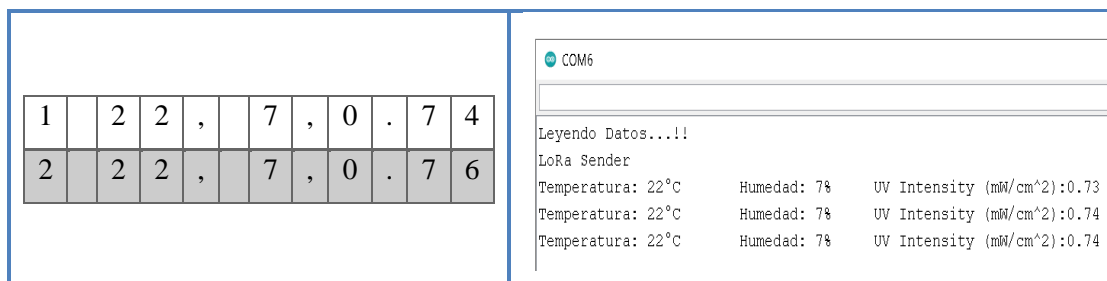 1 22, 7,0.74
2 22, 7,0.76
COM6
Leyendo Datos...!!
LoRa Sender
Temperatura: 22°C Humedad: 7% UV Intensity (mW/cm^2):0.73
Temperatura: 22°C Humedad: 7% UV Intensity (mW/cm^2):0.74
Temperatura: 22°C Humedad: 7% UV Intensity (mW/cm^2):0.74